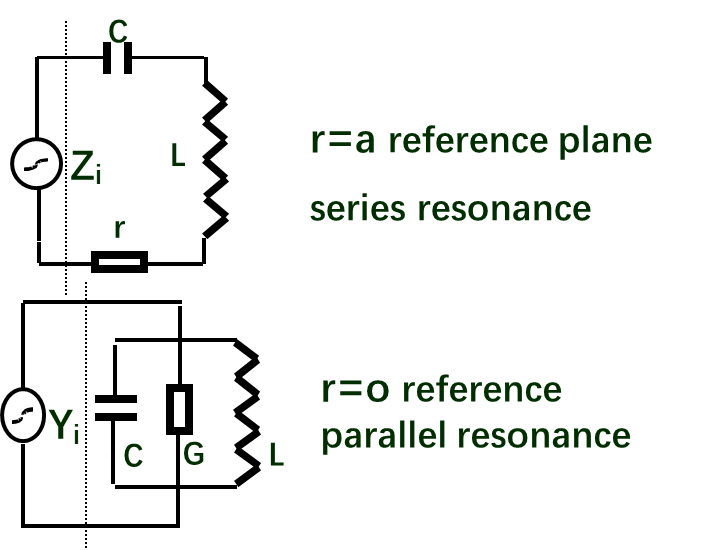 C
r=a reference plane
L
Zi
series resonance
r
r=o reference
Yi
parallel resonance
C
G
L